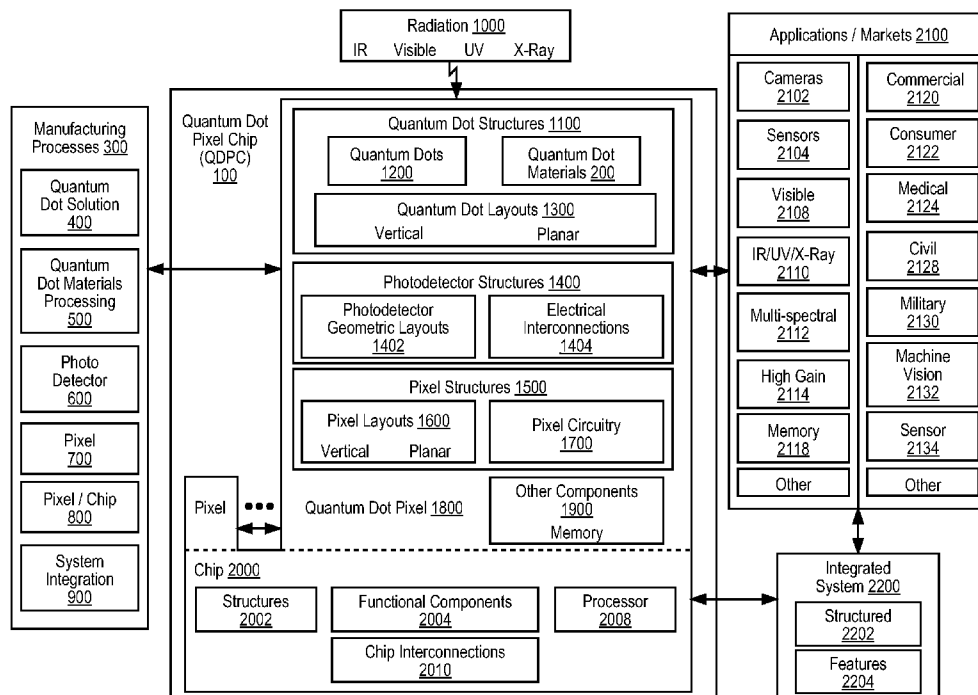 Radiation 1000
IR Visible UV X-Ray
Manufacturing
Processes 300
Quantum
Dot Solution
400
Quantum
Dot Materials
Processing
500
Photo
Detector
600
Pixel
700
Pixel / Chip
800
System
Integration
900
Quantum Dot
Pixel Chip
(QDPC)
100
Quantum Dot Structures 1100
Quantum Dots
1200
Quantum Dot
Materials 200
Quantum Dot Layouts 1300
Vertical Planar
Photodetector Structures 1400
Photodetector
Geometric Layouts
1402
Electrical
Interconnections
1404
Pixel Structures 1500
Pixel Layouts 1600
Vertical Planar
Pixel Circuitry
1700
Pixel
Quantum Dot Pixel 1800
Other Components
1900
Memory
Chip 2000
Structures
2002
Functional Components
2004
Processor
2008
Chip Interconnections
2010
Applications / Markets 2100
Cameras
2102
Sensors
2104
Visible
2108
IR/UV/X-Ray
2110
Multi-spectral
2112
High Gain
2114
Memory
2118
Other
Commercial
2120
Consumer
2122
Medical
2124
Civil
2128
Military
2130
Machine
Vision
2132
Sensor
2134
Other
Integrated
System 2200
Structured
2202
Features
2204